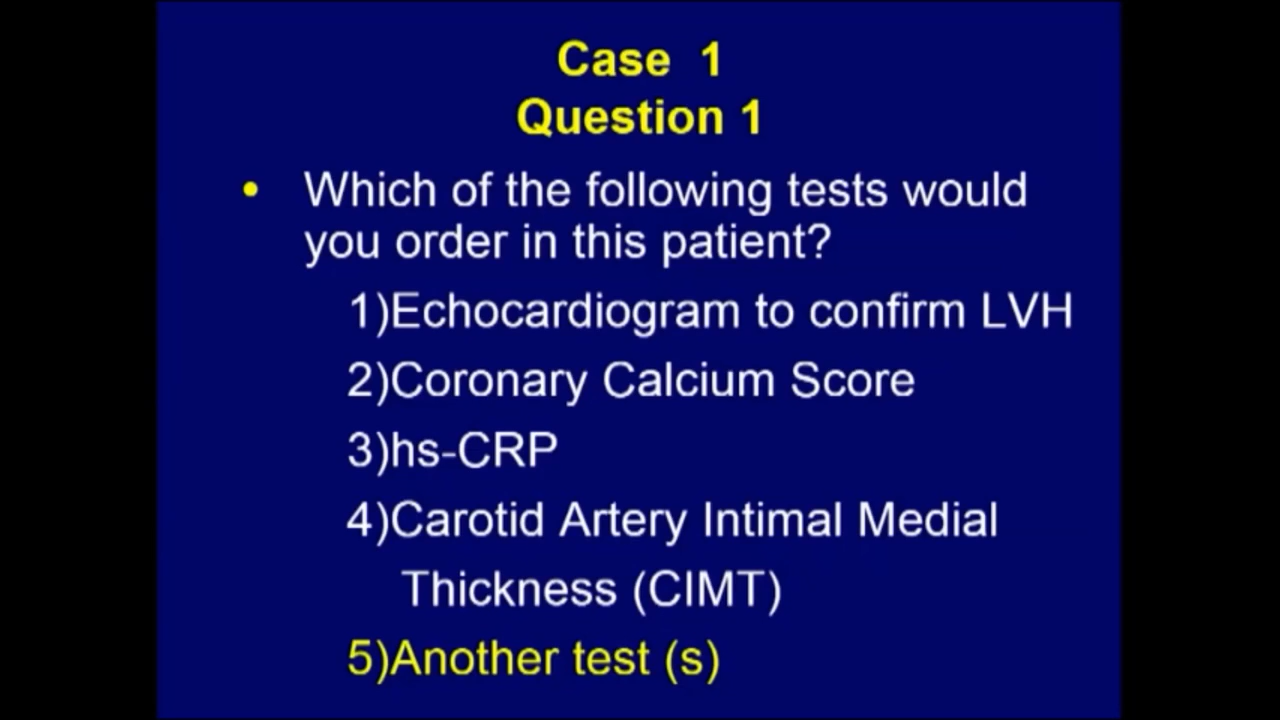 Case 1
Question 1
• Which of the following tests would
you order in this patient?
1)Echocardiogram to confirm LVH
2)Coronary Calcium Score
3)hs-CRP
4)Carotid Artery Intimal Medial
Thickness (CIMT)
5)Another test (s)